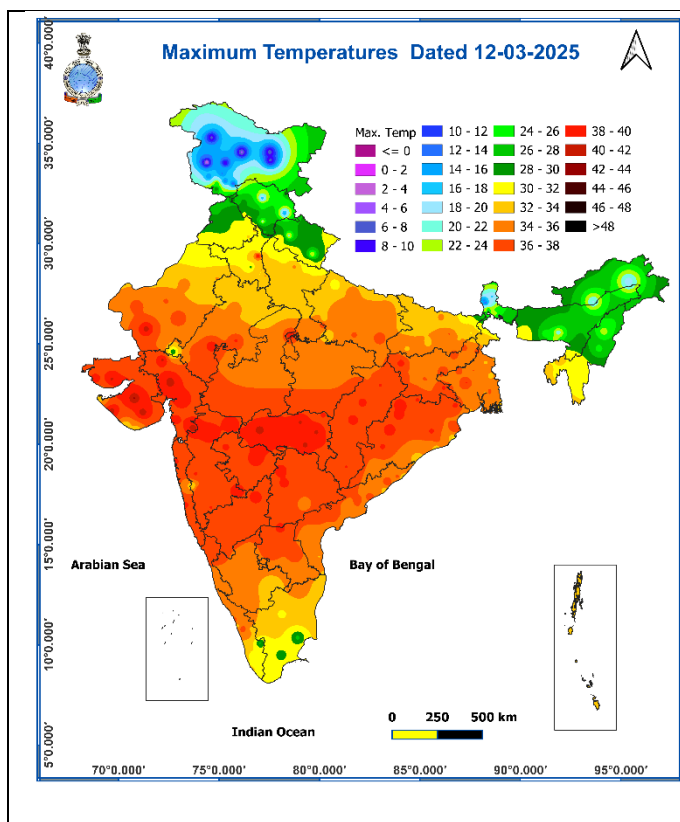 Maximum Temperatures Dated 12-03-2025
Max. Temp
<= 0
0 - 2
2 - 4
4 - 6
6 - 8
8 - 10
10 - 12
12 - 14
14 - 16
16 - 18
18 - 20
20 - 22
22 - 24
24 - 26
26 - 28
28 - 30
30 - 32
32 - 34
34 - 36
36 - 38
38 - 40
40 - 42
42 - 44
44 - 46
46 - 48
>48
40°0.000'
35°0.000'
30°0.000'
25°0.000'
20°0.000'
15°0.000'
10°0.000'
5°0.000'
Arabian Sea
Bay of Bengal
Indian Ocean
0 250 500 km
70°0.000' 75°0.000' 80°0.000' 85°0.000' 90°0.000' 95°0.000'